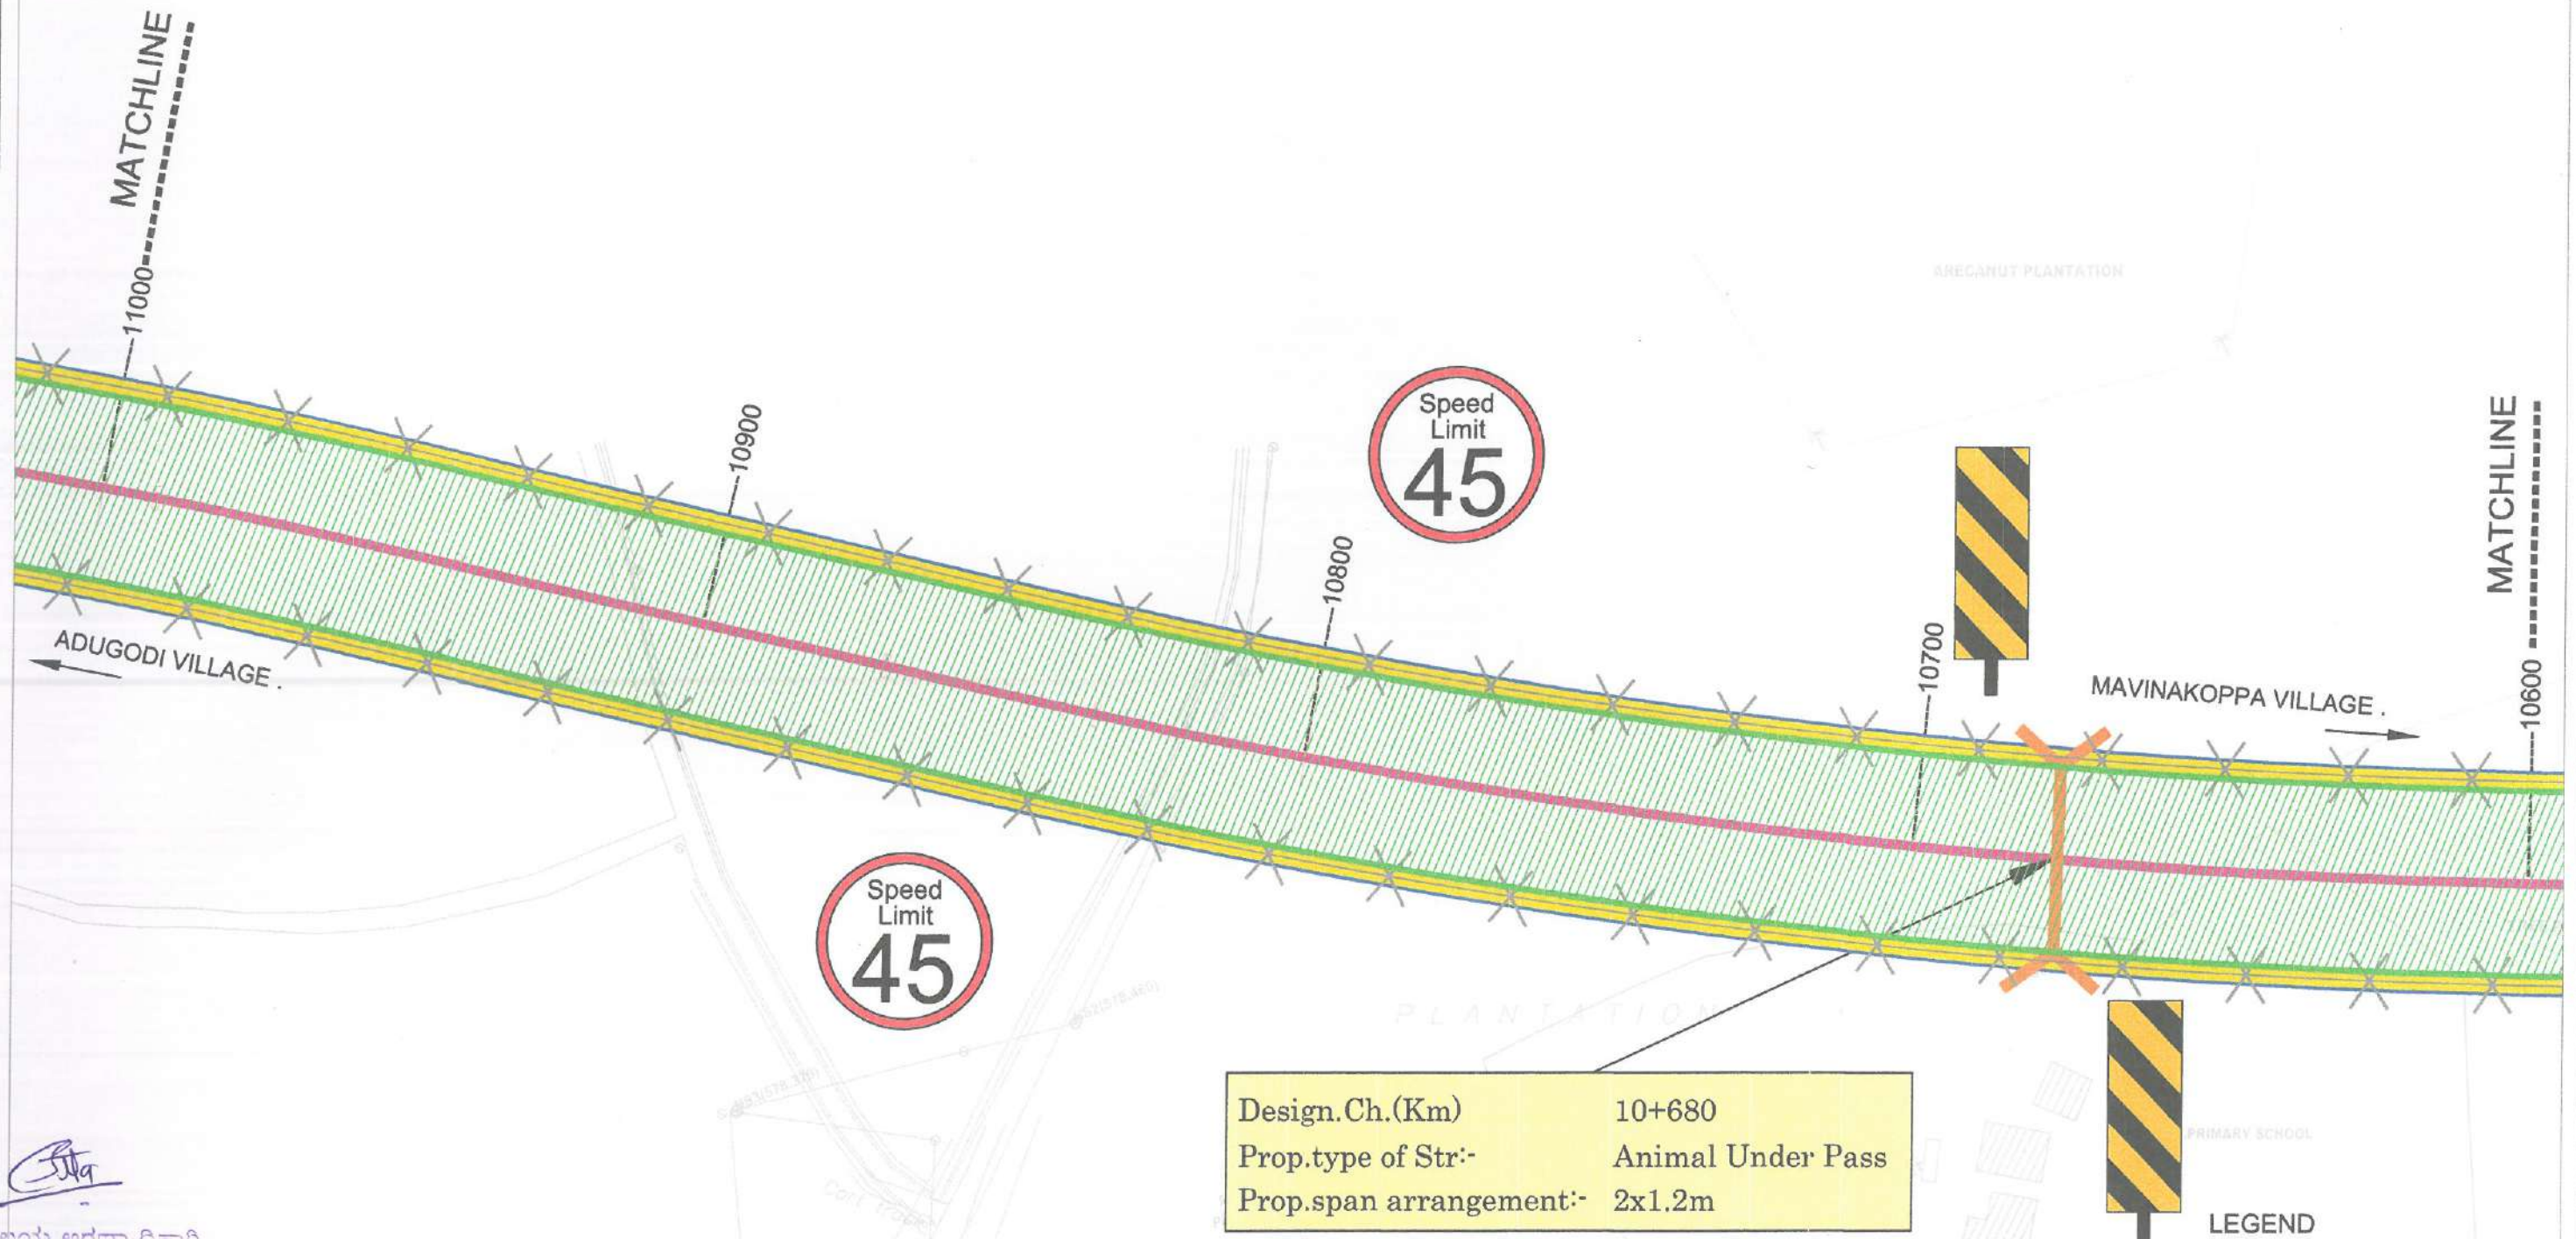 MATCHLINE
11000
ARECANUT PLANTATION
Speed
Limit
45
10900
10800
10700
MATCHLINE
10600
MAVINAKOPPA VILLAGE .
ADUGODI VILLAGE .
Speed
Limit
45
PLANTATION
Design.Ch.(Km) 10+680
Prop.type of Str:- Animal Under Pass
Prop.span arrangement:- 2x1.2m
PRIMARY SCHOOL
Cart Track
LEGEND